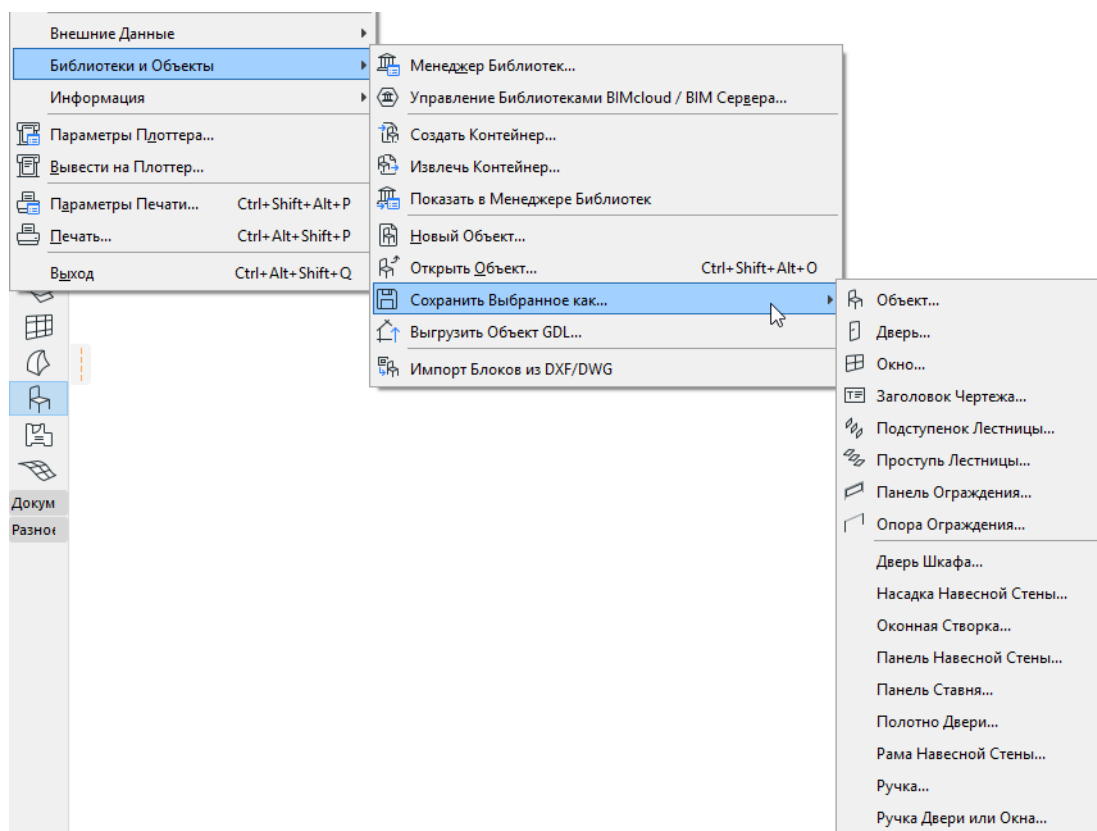 Внешние Данные
Библиотеки и Объекты
Информация
Параметры Плоттера...
Вывести на Плоттер...
Параметры Печати... Ctrl+Shift+Alt+P
Печать... Ctrl+Alt+Shift+P
Выход Ctrl+Alt+Shift+Q
Менеджер Библиотек...
Управление Библиотеками BIMcloud / BIM Сервера...
Создать Контейнер...
Извлечь Контейнер...
Показать в Менеджере Библиотек
Новый Объект...
Открыть Объект... Ctrl+Shift+Alt+O
Сохранить Выбранное как...
Выгрузить Объект GDL...
Импорт Блоков из DXF/DWG
Объект...
Дверь...
Окно...
Заголовок Чертежа...
Подступенок Лестницы...
Проступь Лестницы...
Панель Ограждения...
Опора Ограждения...
Дверь Шкафа...
Насадка Навесной Стены...
Оконная Створка...
Панель Навесной Стены...
Панель Ставня...
Полотно Двери...
Рама Навесной Стены...
Ручка...
Ручка Двери или Окна...
Докум
Разное